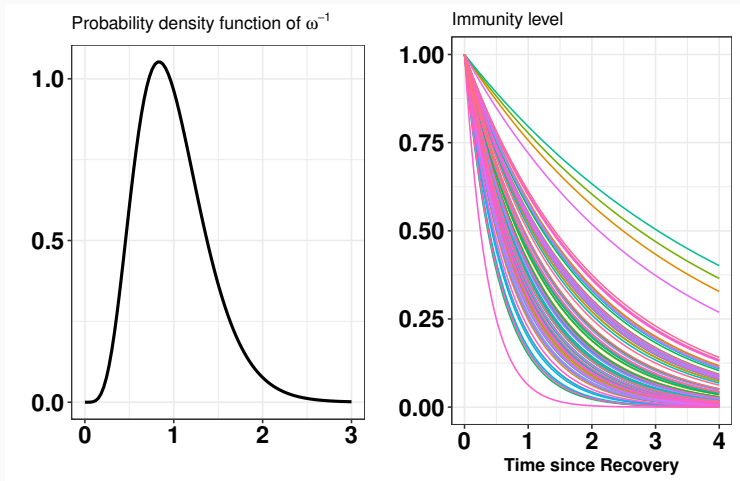 Probability density function of ω⁻¹
1.0
0.5
0.0
0 1 2 3
Immunity level
1.00
0.75
0.50
0.25
0.00
0 1 2 3 4
Time since Recovery